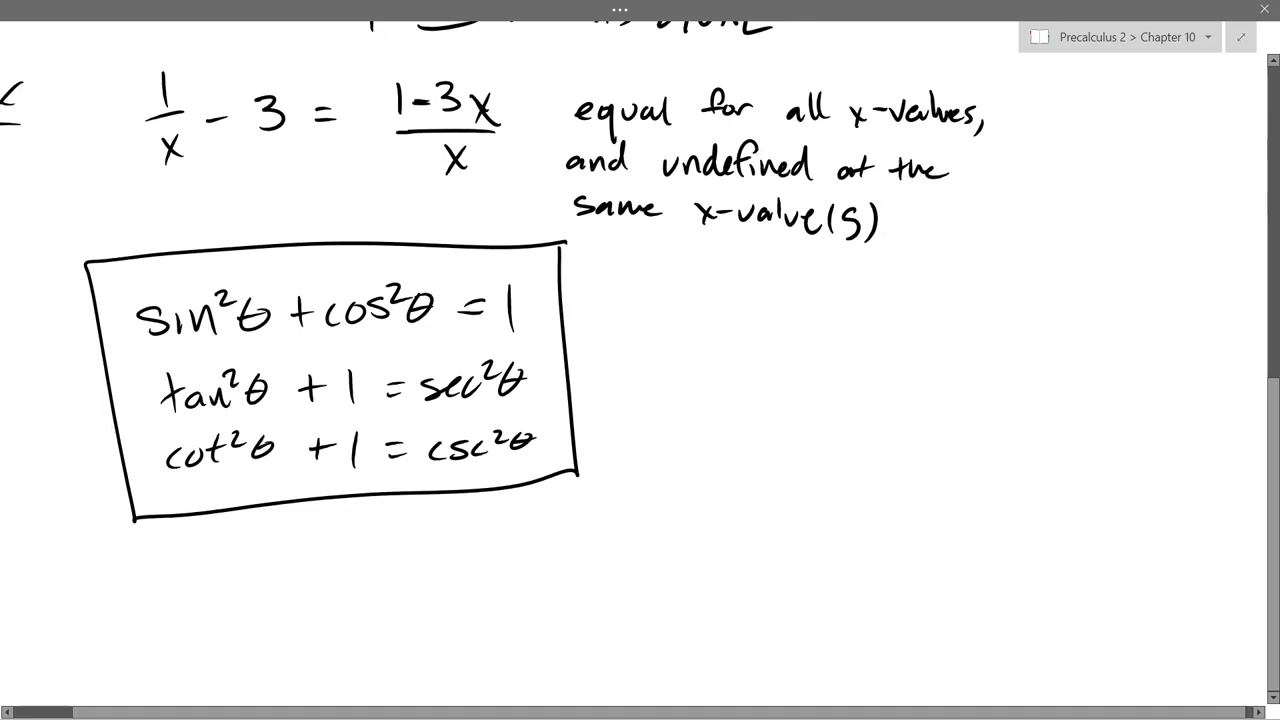 Precalculus 2 > Chapter 10
1/x - 3 = (1-3x)/x
equal for all x-values,
and undefined at the
same x-value(s)
sin²θ + cos²θ = 1
tan²θ + 1 = sec²θ
cot²θ + 1 = csc²θ